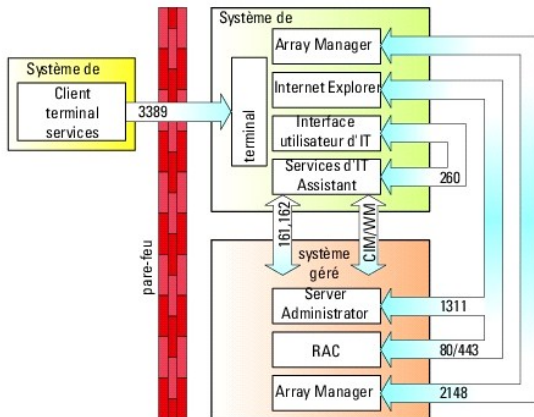 Système de
Array Manager
Internet Explorer
Interface
utilisateur d'IT
Services d'IT
Assistant
terminal
Système de
Client
terminal
services
3389
pare-feu
260
161,162
CIM/WM
système
géré
Server
Administrator
1311
RAC
80/443
Array Manager
2148